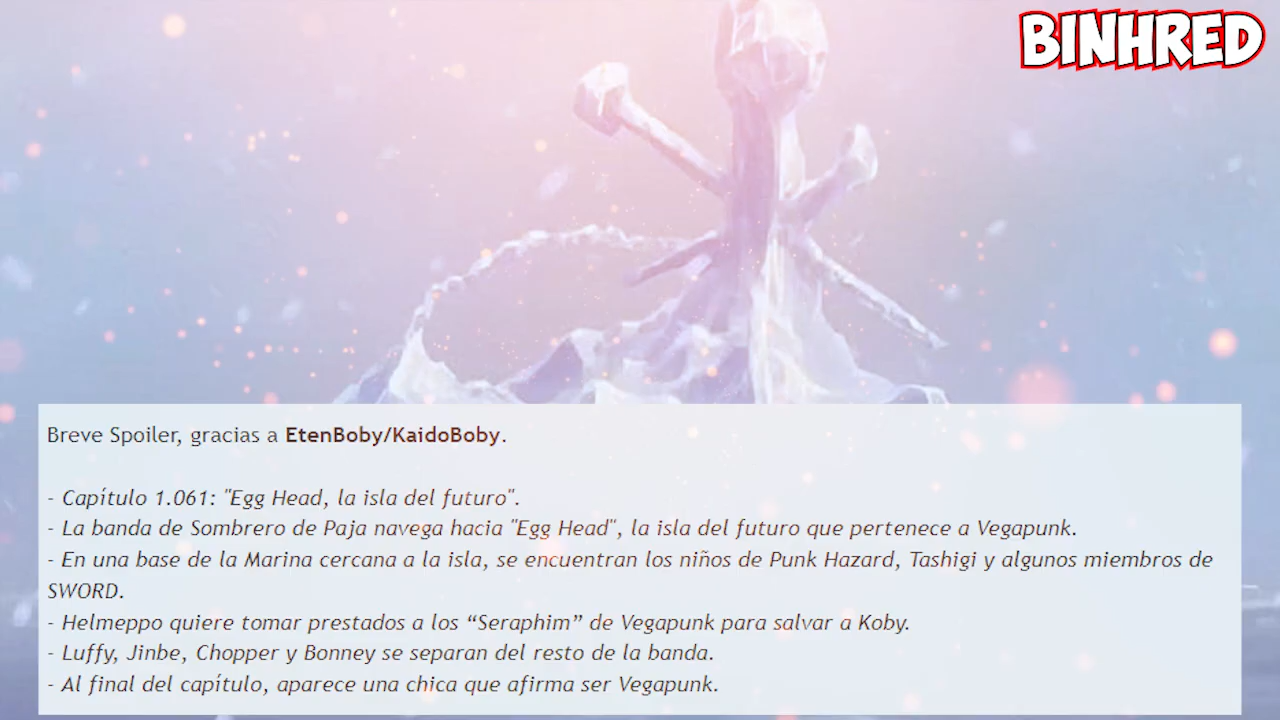 BINHRED
Breve Spoiler, gracias a EtenBoby/KaidoBoby.
- Capítulo 1.061: "Egg Head, la isla del futuro".
- La banda de Sombrero de Paja navega hacia "Egg Head", la isla del futuro que pertenece a Vegapunk.
- En una base de la Marina cercana a la isla, se encuentran los niños de Punk Hazard, Tashigi y algunos miembros de
SWORD.
- Helmeppo quiere tomar prestados a los “Seraphim” de Vegapunk para salvar a Koby.
- Luffy, Jinbe, Chopper y Bonney se separan del resto de la banda.
- Al final del capítulo, aparece una chica que afirma ser Vegapunk.